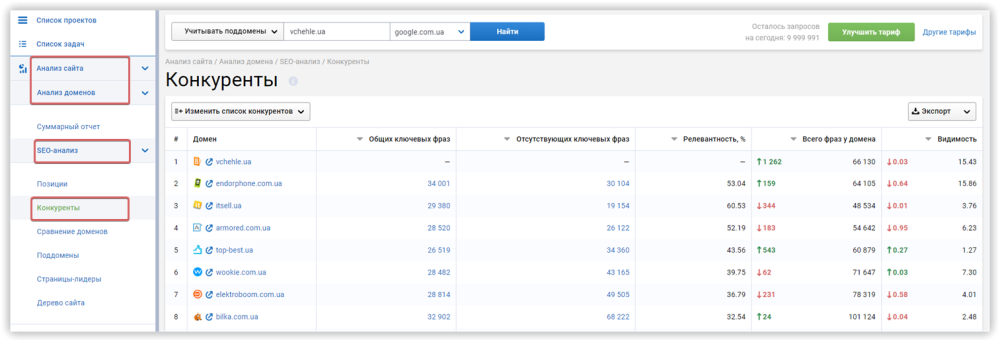 Список проектов
Список задач
Анализ сайта
Анализ доменов
Суммарный отчет
SEO-анализ
Позиции
Конкуренты
Сравнение доменов
Поддомены
Страницы-лидеры
Дерево сайта
Учитывать поддомены vchehle.ua google.com.ua Найти
Осталось запросов
на сегодня: 9 999 991
Улучшить тариф Другие тарифы
Анализ сайта / Анализ домена / SEO-анализ / Конкуренты
Конкуренты
Изменить список конкурентов Экспорт
# Домен Общих ключевых фраз Отсутствующих ключевых фраз Релевантность, % Всего фраз у домена Видимость
1 vchehle.ua — — — ↑1 262 66 130 ↓0.03 15.43
2 endorphone.com.ua 34 001 30 104 53.04 ↑159 64 105 ↓0.64 15.86
3 itsell.ua 29 380 19 154 60.53 ↓344 48 534 ↓0.01 3.76
4 armored.com.ua 28 520 26 122 52.19 ↓183 54 642 ↓0.95 6.23
5 top-best.ua 26 519 34 360 43.56 ↑543 60 879 ↑0.27 1.27
6 wookie.com.ua 28 482 43 165 39.75 ↓62 71 647 ↑0.03 7.30
7 elektroboom.com.ua 28 814 49 505 36.79 ↓231 78 319 ↓0.58 4.01
8 bilka.com.ua 32 902 68 222 32.54 ↑24 101 124 ↓0.04 2.48